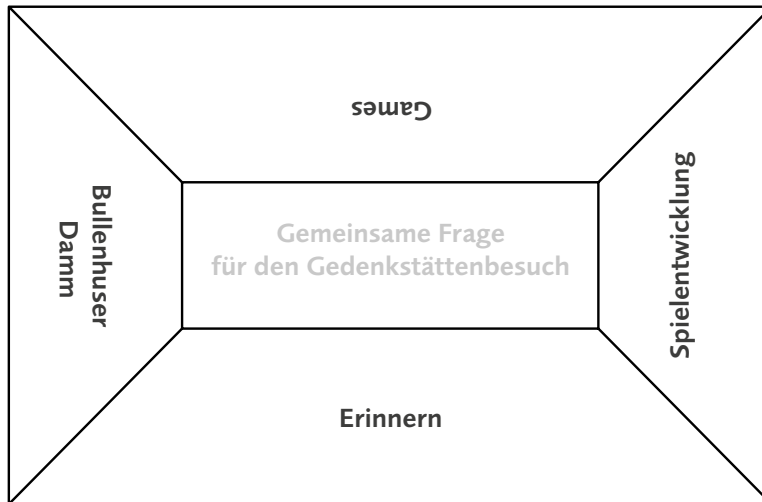 Games
Bullenhuser
Damm
Gemeinsame Frage
für den Gedenkstättenbesuch
Spielentwicklung
Erinnern